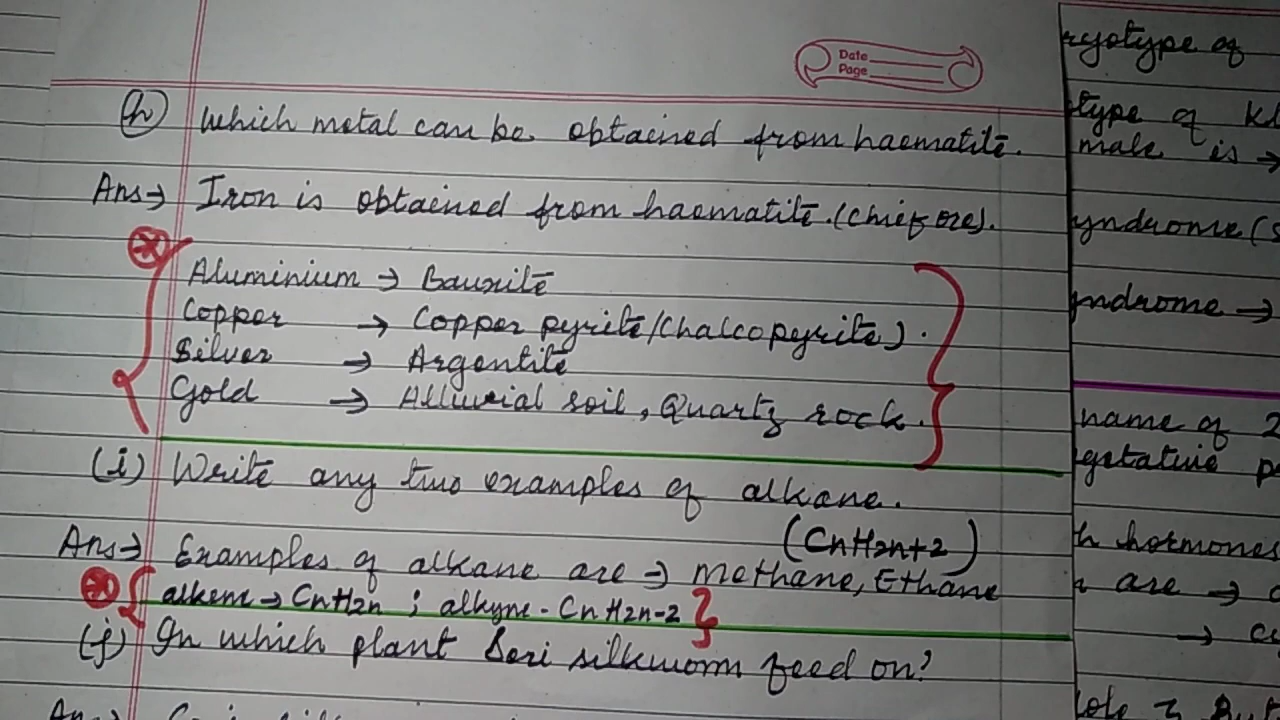 Date
Page
(h) Which metal can be obtained from haematite.
Ans→ Iron is obtained from haematite.(Chief ore).
Aluminium → Bauxite
Copper → Copper pyrite/Chalcopyrite).
Silver → Argentite
Gold → Alluvial soil, Quartz rock.
(i) Write any two examples of alkane.
(CnH2n+2)
Ans→ Examples of alkane are → Methane, Ethane
alkene → CnH2n ; alkyne - CnH2n-2
(j) In which plant Seri silkworm feed on?
Ans→
ryotype of
type of
male is →
yndrome (S
yndrome →
name of 2
getative p
h hormones
are →
→